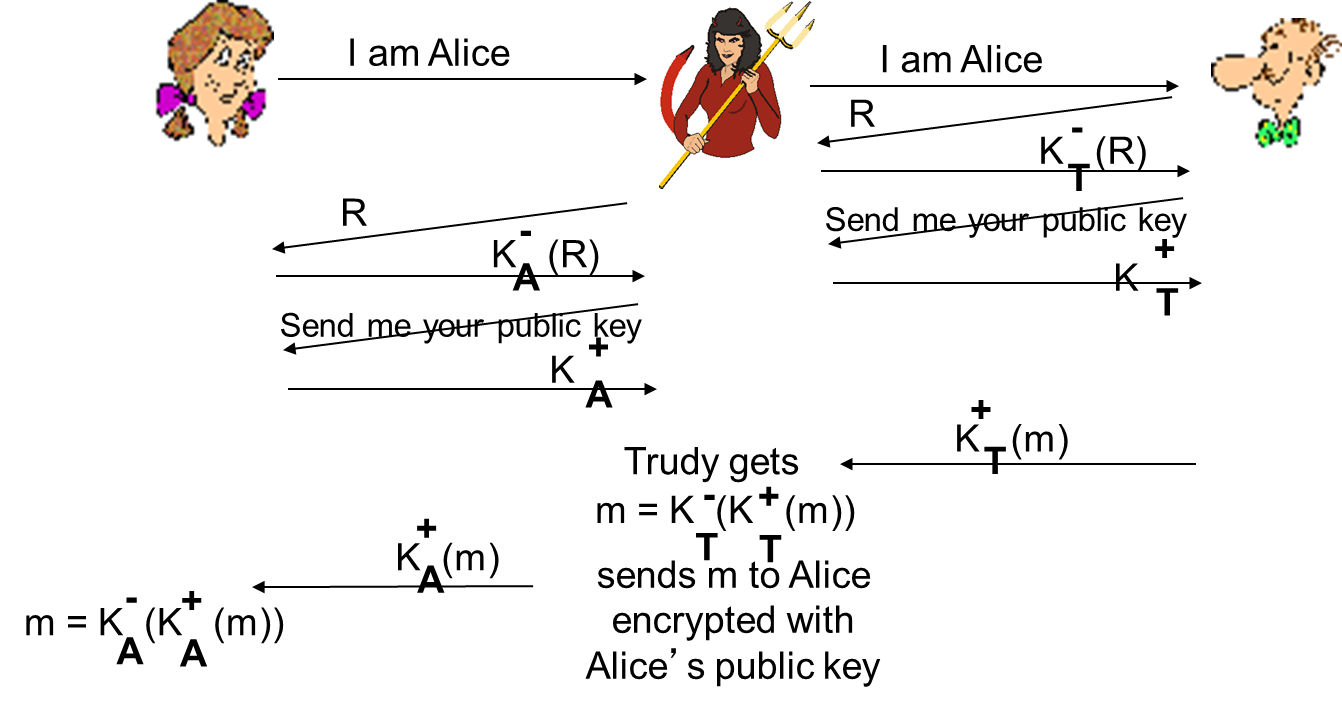 I am Alice
I am Alice
R
K⁻T(R)
R
Send me your public key
K⁻A(R)
K⁺T
Send me your public key
K⁺A
K⁺T(m)
Trudy gets
m = K⁻T(K⁺T(m))
K⁺A(m)
sends m to Alice
m = K⁻A(K⁺A(m))
encrypted with
Alice’s public key